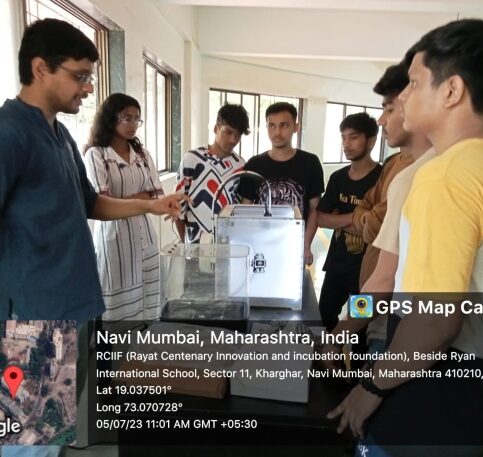 GPS Map Ca
Navi Mumbai, Maharashtra, India
RCIIF (Rayat Centenary Innovation and incubation foundation), Beside Ryan
International School, Sector 11, Kharghar, Navi Mumbai, Maharashtra 410210,
Lat 19.037501°
Long 73.070728°
05/07/23 11:01 AM GMT +05:30
gle